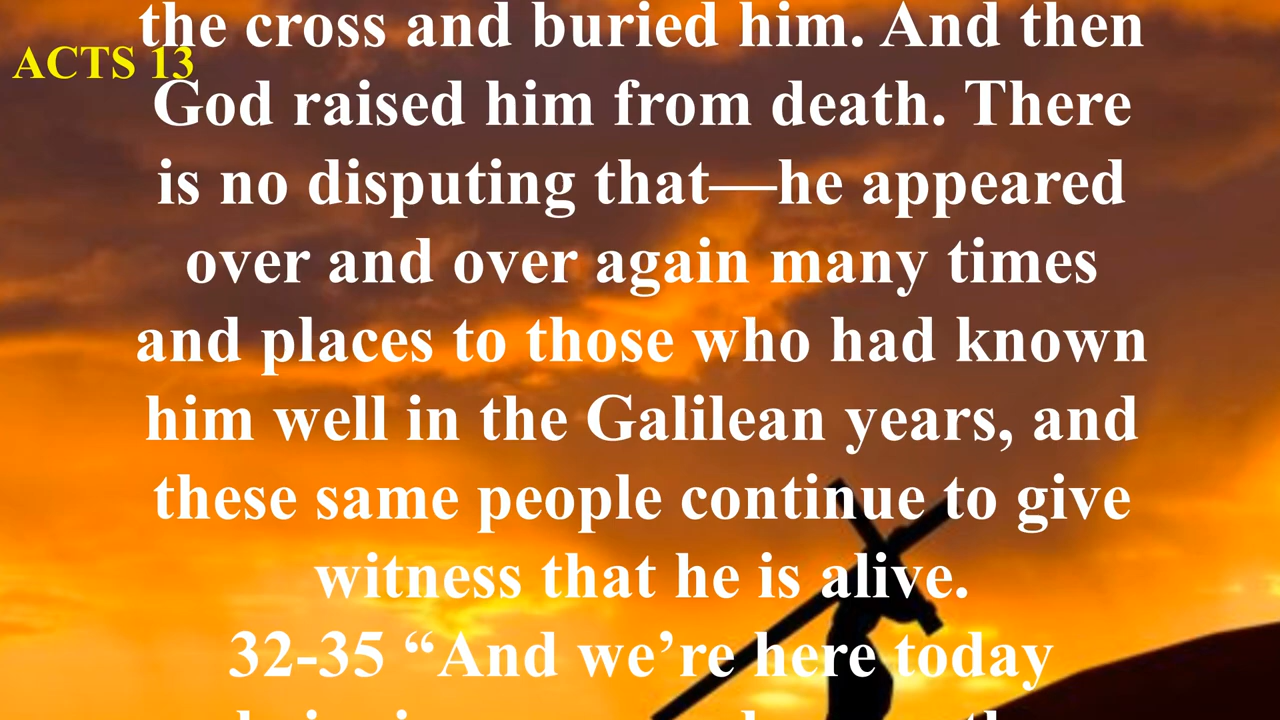 ACTS 13
the cross and buried him. And then
God raised him from death. There
is no disputing that—he appeared
over and over again many times
and places to those who had known
him well in the Galilean years, and
these same people continue to give
witness that he is alive.
32-35 “And we’re here today